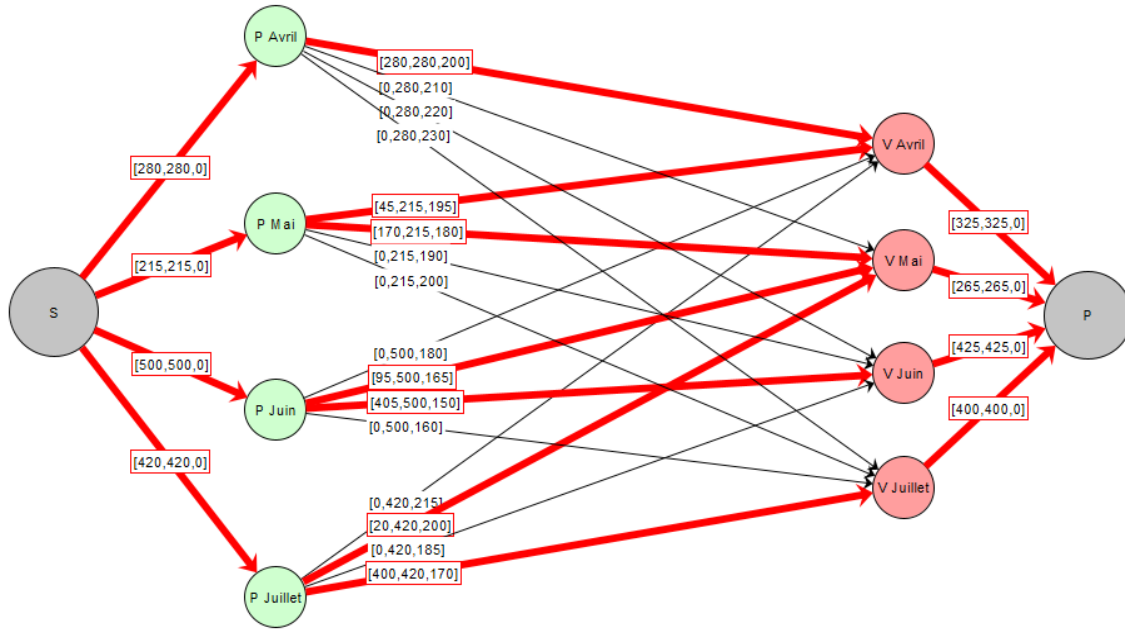 P Avril
[280,280,200]
[0,280,210]
[0,280,220]
[0,280,230]
V Avril
[280,280,0]
P Mai
[45,215,195]
[170,215,180]
[0,215,190]
[0,215,200]
[325,325,0]
V Mai
[215,215,0]
[265,265,0]
S
P
[500,500,0]
[0,500,180]
[95,500,165]
[405,500,150]
[0,500,160]
[425,425,0]
V Juin
P Juin
[400,400,0]
[420,420,0]
V Juillet
[0,420,215]
[20,420,200]
[0,420,185]
[400,420,170]
P Juillet